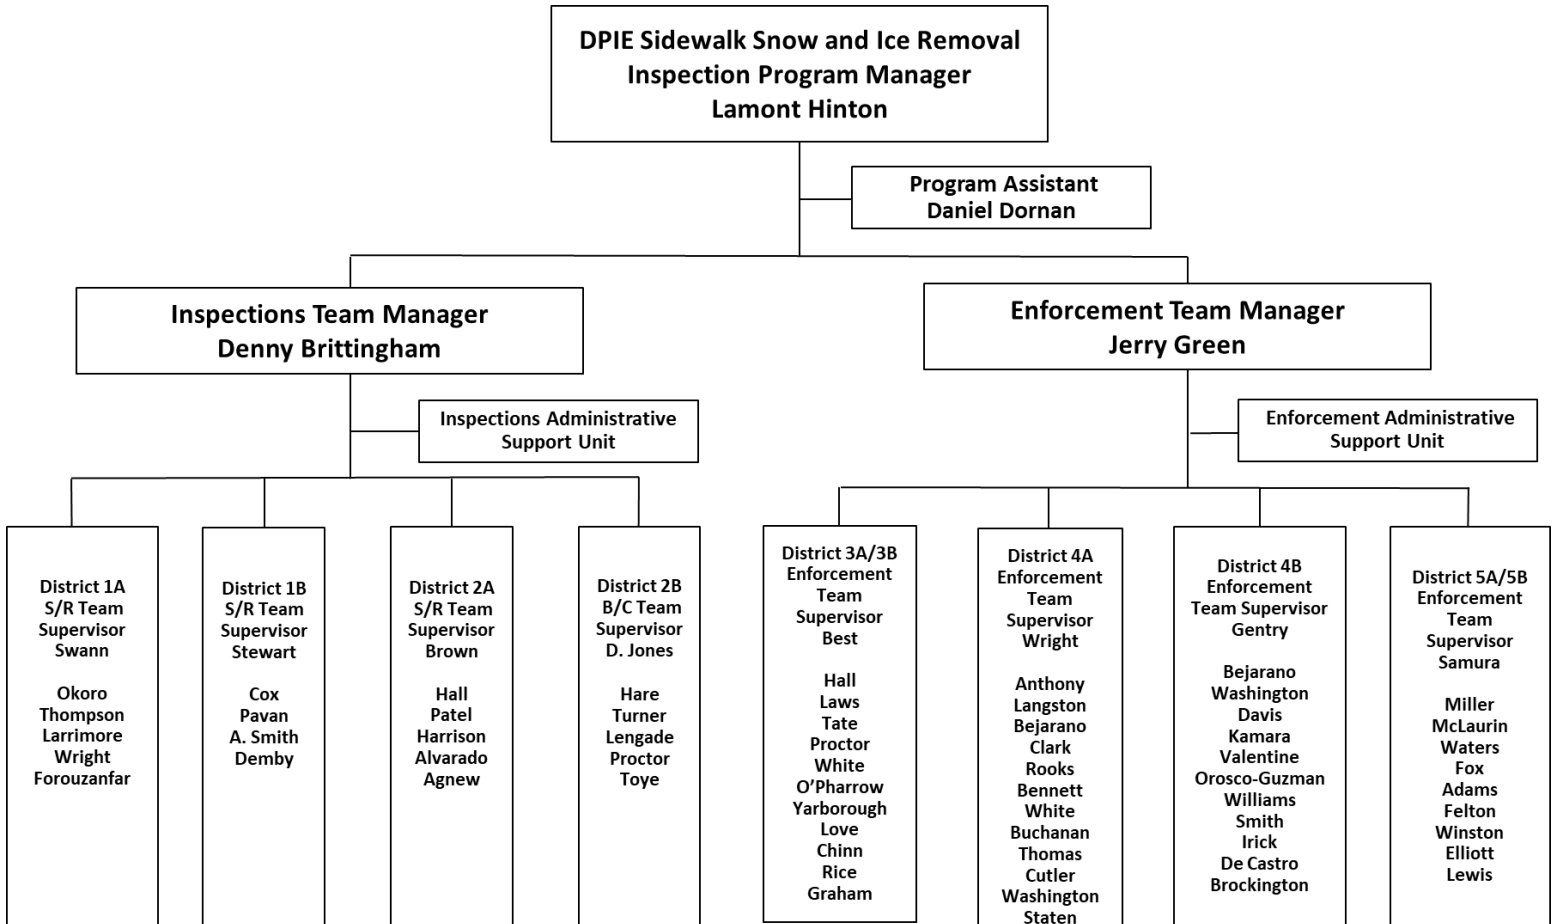 DPIE Sidewalk Snow and Ice Removal
Inspection Program Manager
Lamont Hinton
Program Assistant
Daniel Dornan
Inspections Team Manager
Denny Brittingham
Enforcement Team Manager
Jerry Green
Inspections Administrative
Support Unit
Enforcement Administrative
Support Unit
District 1A
S/R Team
Supervisor
Swann
Okoro
Thompson
Larrimore
Wright
Forouzanfar
District 1B
S/R Team
Supervisor
Stewart
Cox
Pavan
A. Smith
Demby
District 2A
S/R Team
Supervisor
Brown
Hall
Patel
Harrison
Alvarado
Agnew
District 2B
B/C Team
Supervisor
D. Jones
Hare
Turner
Lengade
Proctor
Toye
District 3A/3B
Enforcement
Team
Supervisor
Best
Hall
Laws
Tate
Proctor
White
O’Pharrow
Yarborough
Love
Chinn
Rice
Graham
District 4A
Enforcement
Team
Supervisor
Wright
Anthony
Langston
Bejarano
Clark
Rooks
Bennett
White
Buchanan
Thomas
Cutler
Washington
Staten
District 4B
Enforcement
Team Supervisor
Gentry
Bejarano
Washington
Davis
Kamara
Valentine
Orosco-Guzman
Williams
Smith
Irick
De Castro
Brockington
District 5A/5B
Enforcement
Team
Supervisor
Samura
Miller
McLaurin
Waters
Fox
Adams
Felton
Winston
Elliott
Lewis